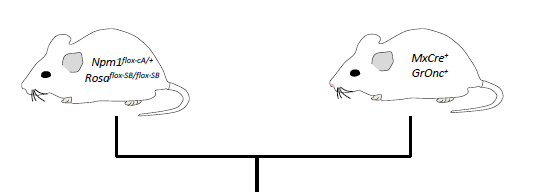 Npm1flox-cA/+
Rosaflox-SB/flox-SB
MxCre+
GrOnc+